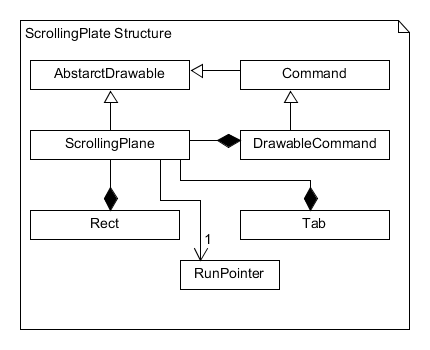 ScrollingPlate Structure
AbstarctDrawable
Command
ScrollingPlane
DrawableCommand
Rect
Tab
1
RunPointer